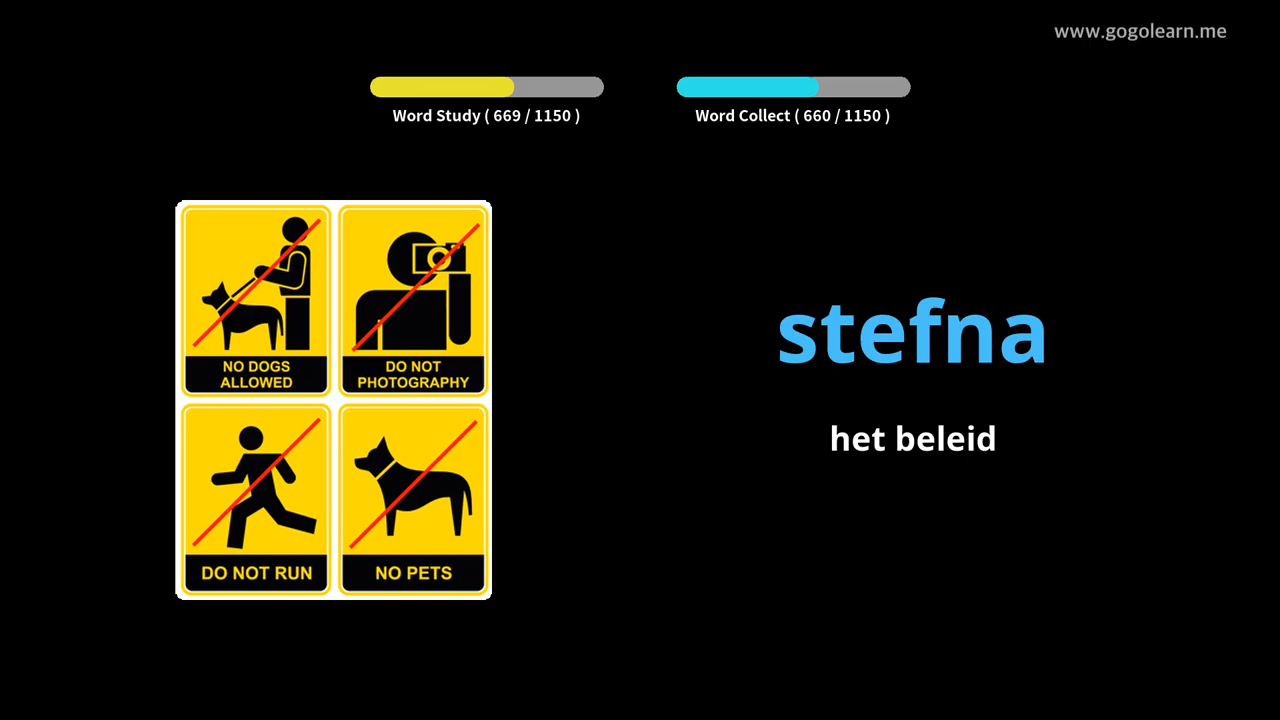 www.gogolearn.me
Word Study ( 669 / 1150 )
Word Collect ( 660 / 1150 )
NO DOGS
ALLOWED
DO NOT
PHOTOGRAPHY
DO NOT RUN
NO PETS
stefna
het beleid